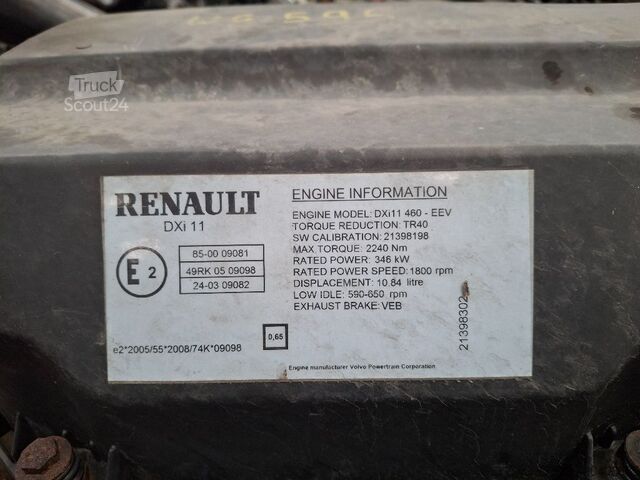 Truck
Scout24
RENAULT
DXi 11
E 2
85-00 09081
49RK 05 09098
24-03 09082
0,65
e2*2005/55*2008/74K*09098
ENGINE INFORMATION
ENGINE MODEL: DXi11 460 - EEV
TORQUE REDUCTION: TR40
SW CALIBRATION: 21398198
MAX TORQUE: 2240 Nm
RATED POWER: 346 kW
RATED POWER SPEED: 1800 rpm
DISPLACEMENT: 10.84 litre
LOW IDLE: 590-650 rpm
EXHAUST BRAKE: VEB
21398302
Engine manufacturer Volvo Powertrain Corporation